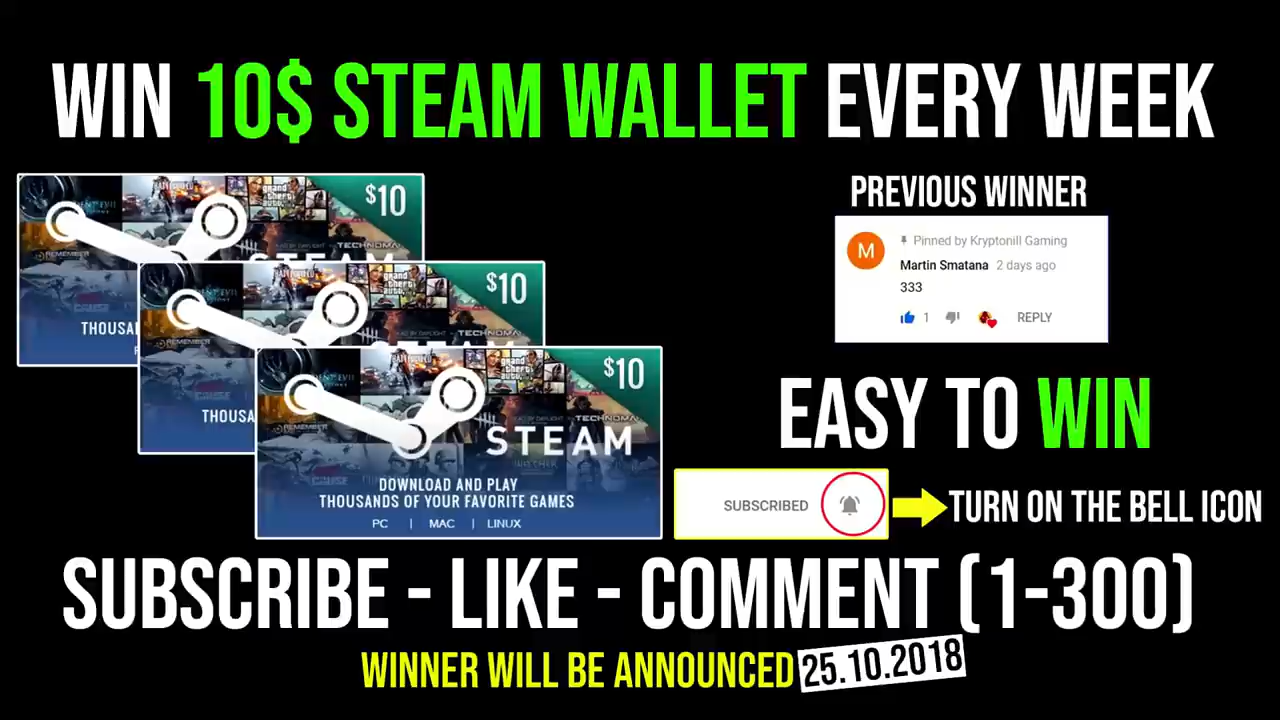 WIN 10$ STEAM WALLET EVERY WEEK
$10
THOUSA
$10
THOUSA
$10
STEAM
DOWNLOAD AND PLAY
THOUSANDS OF YOUR FAVORITE GAMES
PC | MAC | LINUX
PREVIOUS WINNER
M
Pinned by Kryptonill Gaming
Martin Smatana 2 days ago
333
1 REPLY
EASY TO WIN
SUBSCRIBED
TURN ON THE BELL ICON
SUBSCRIBE - LIKE - COMMENT (1-300)
WINNER WILL BE ANNOUNCED 25.10.2018